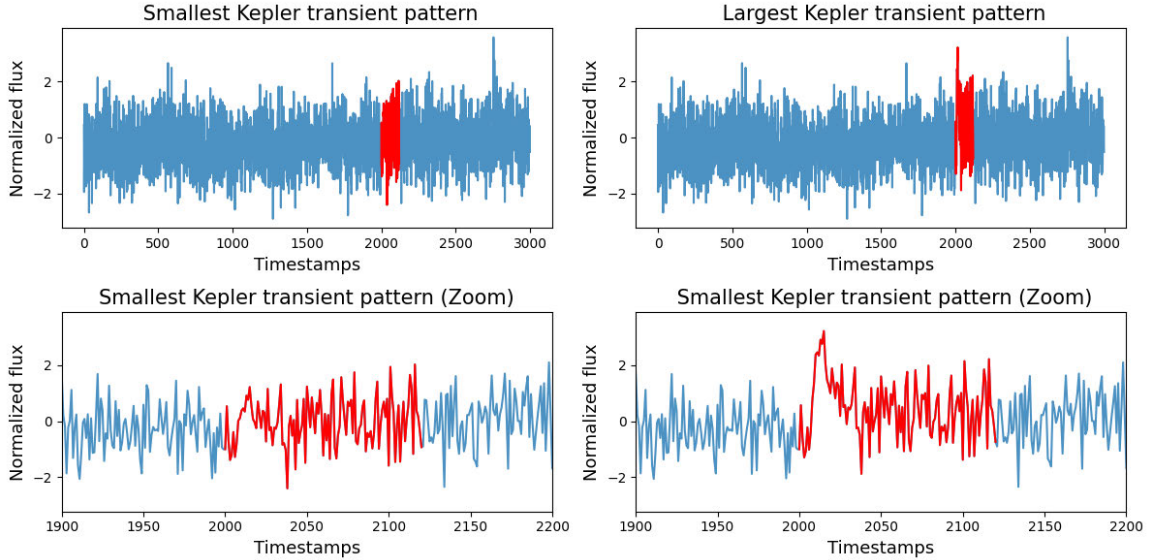 Smallest Kepler transient pattern
Normalized flux
2
0
−2
0 500 1000 1500 2000 2500 3000
Timestamps
Largest Kepler transient pattern
Normalized flux
2
0
−2
0 500 1000 1500 2000 2500 3000
Timestamps
Smallest Kepler transient pattern (Zoom)
Normalized flux
2
0
−2
1900 1950 2000 2050 2100 2150 2200
Timestamps
Smallest Kepler transient pattern (Zoom)
Normalized flux
2
0
−2
1900 1950 2000 2050 2100 2150 2200
Timestamps